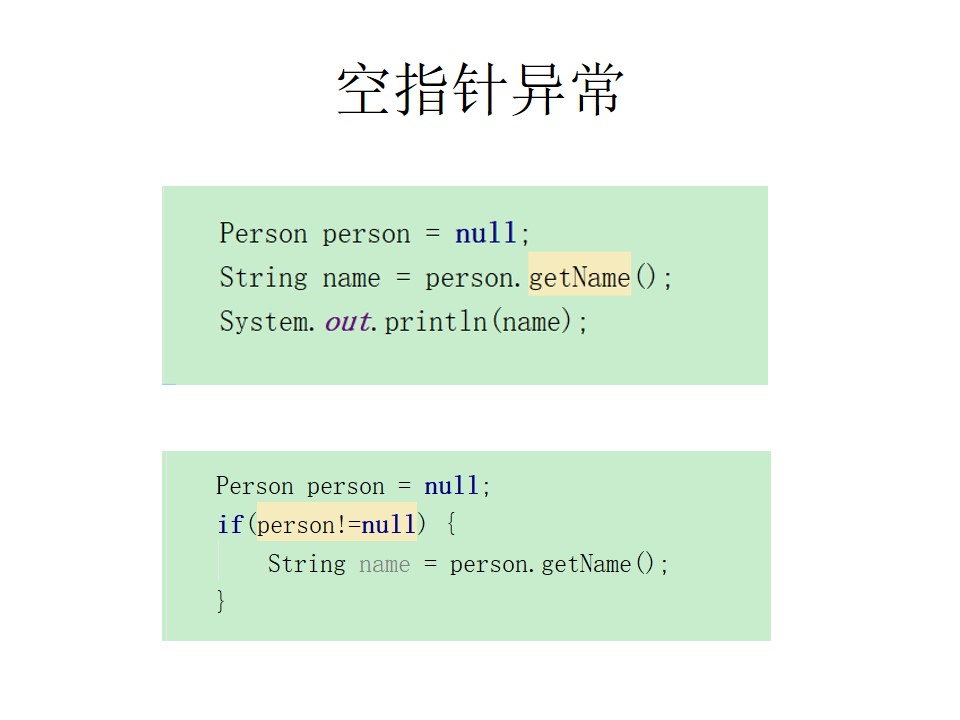 空指针异常
Person person = null;
String name = person.getName();
System.out.println(name);
Person person = null;
if(person!=null) {
String name = person.getName();
}